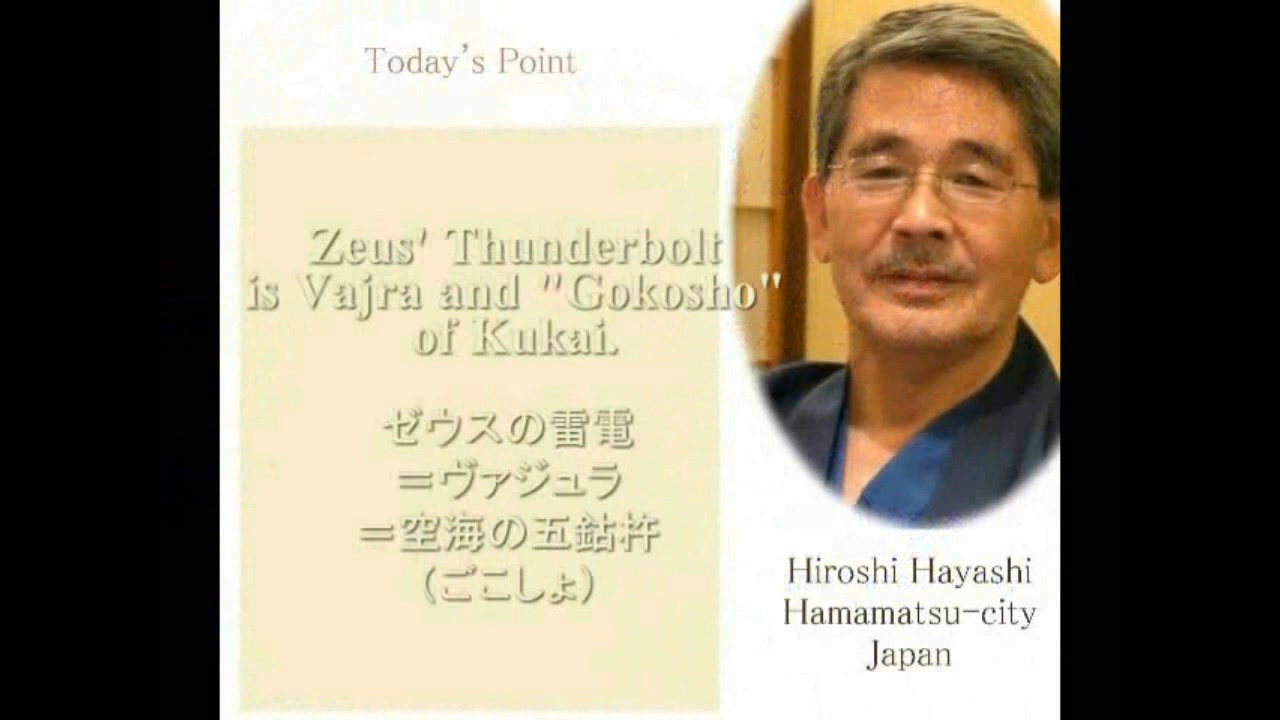 Today's Point
Zeus' Thunderbolt
is Vajra and "Gokosho"
of Kukai.
ゼウスの雷電
＝ヴァジュラ
＝空海の五鈷杵
（ごこしょ）
Hiroshi Hayashi
Hamamatsu-city
Japan